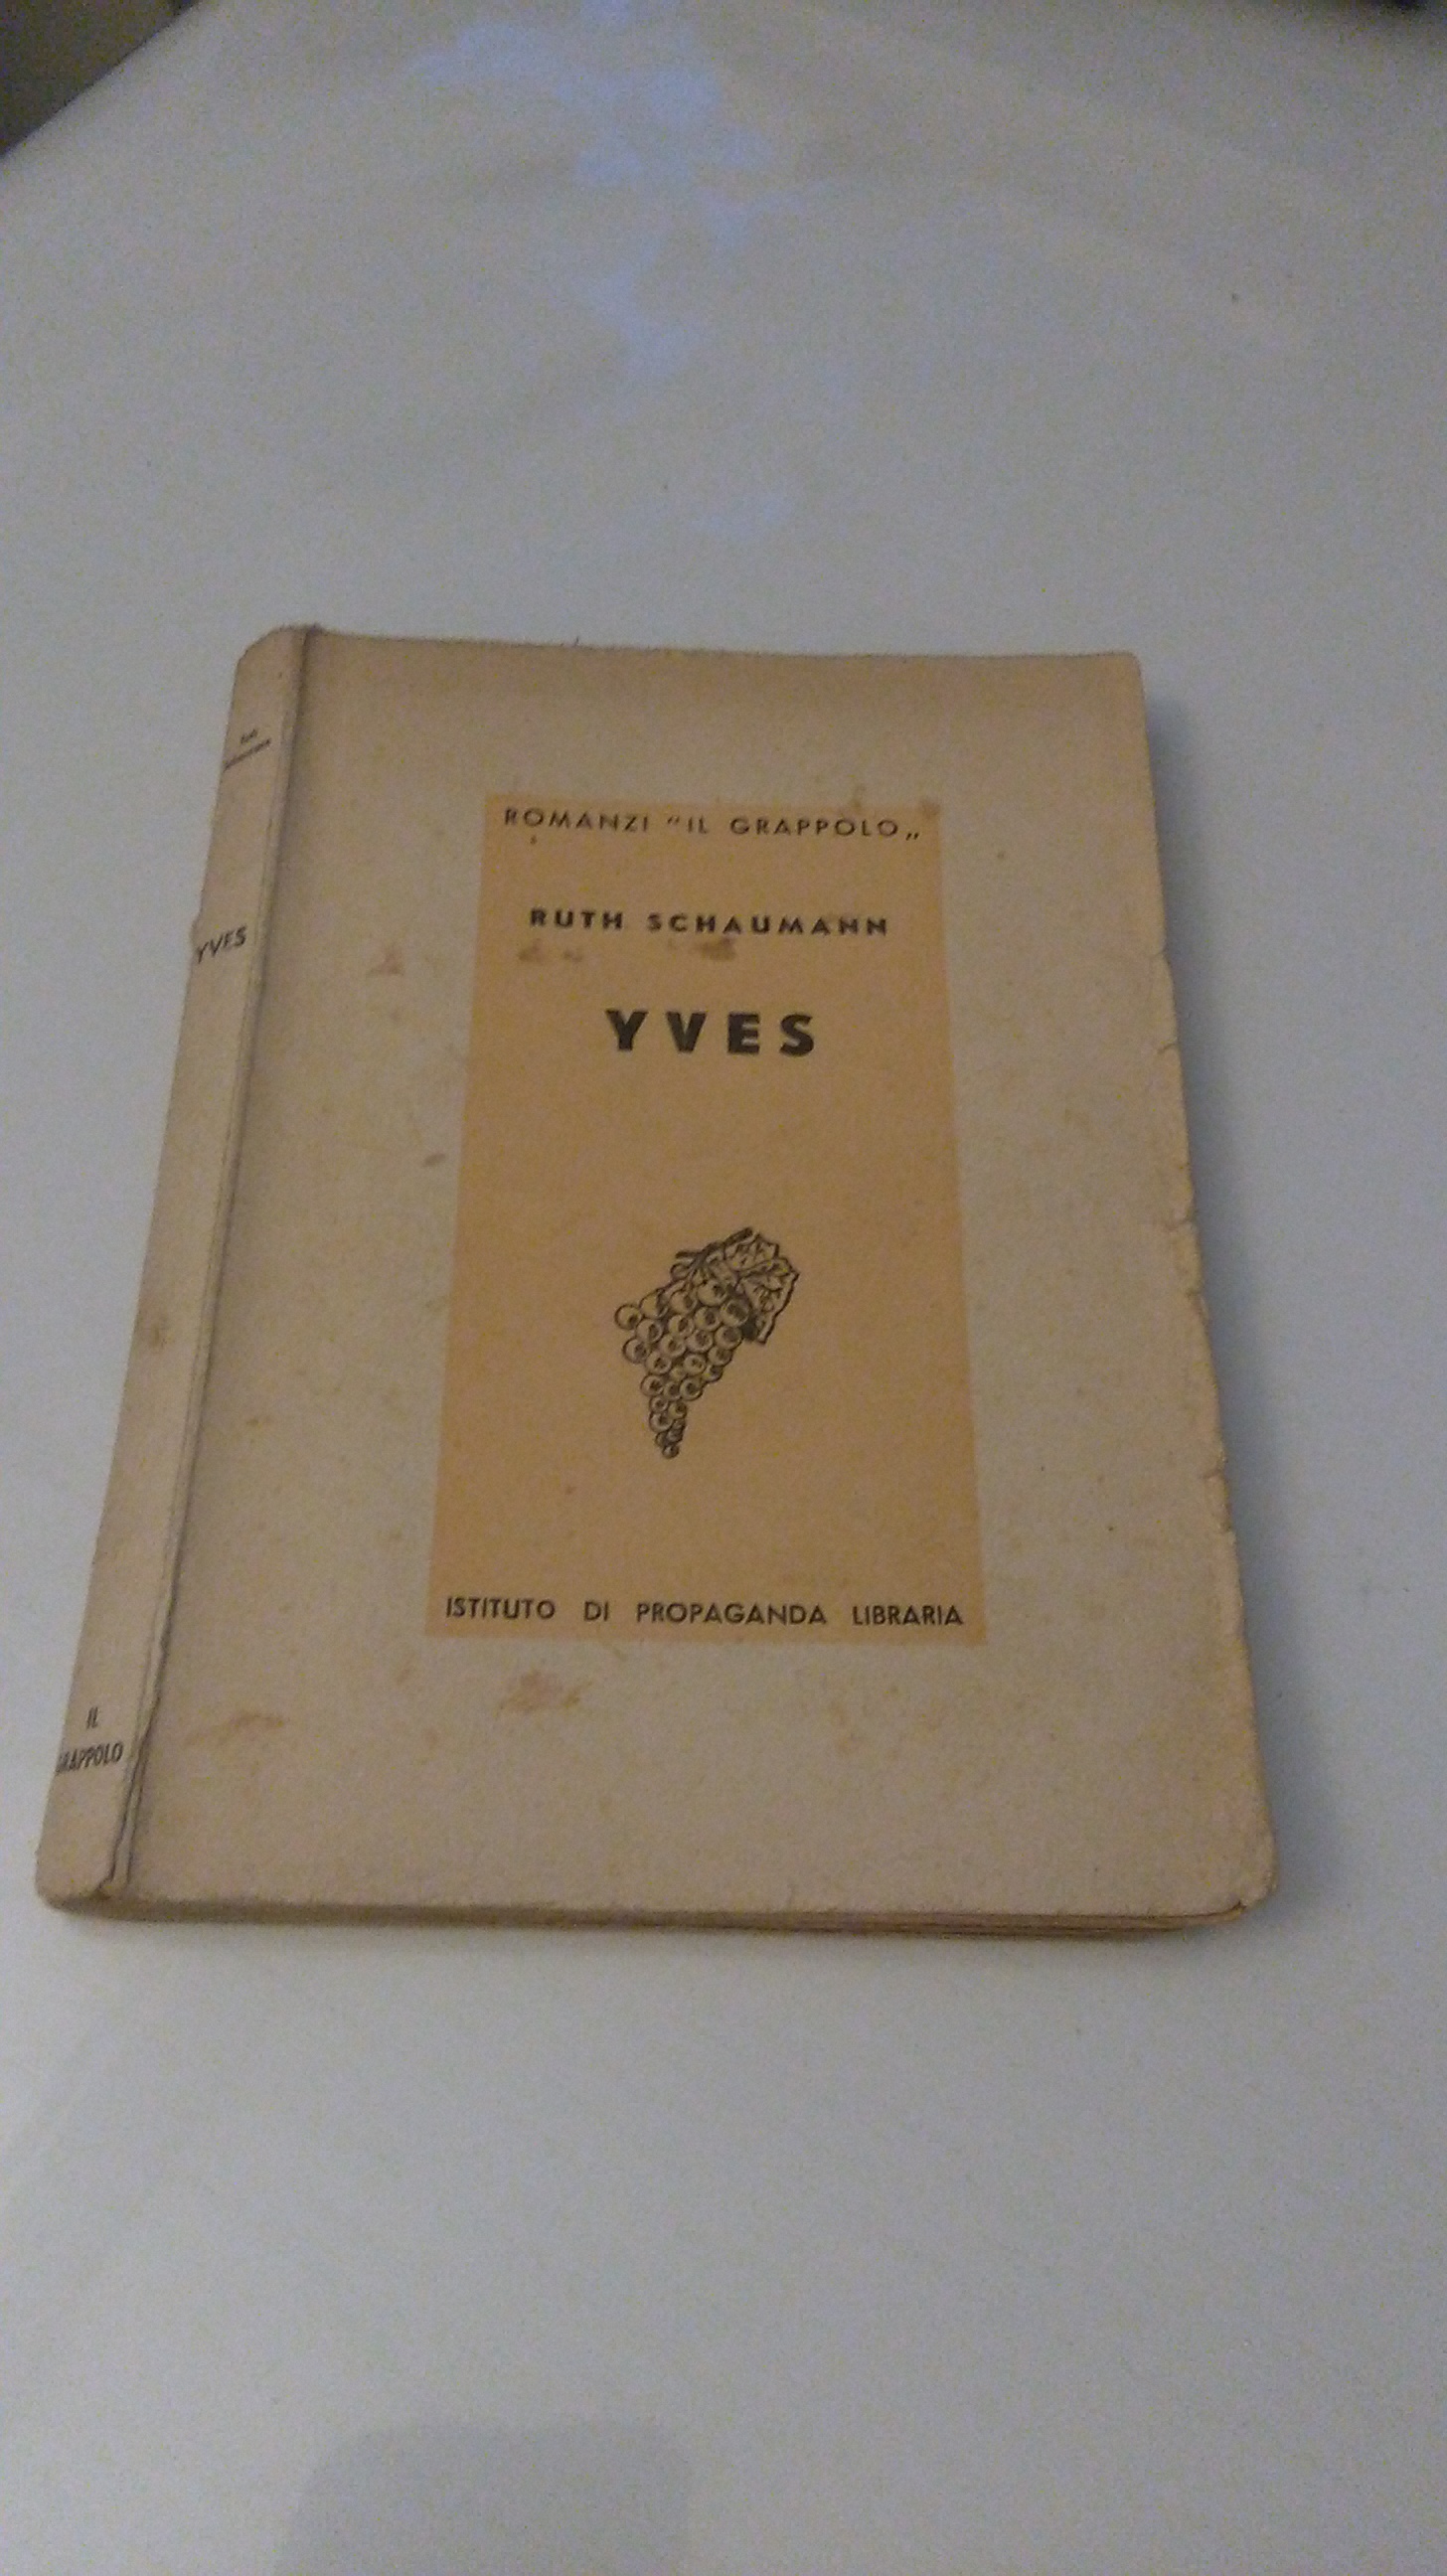 ROMANZI "IL GRAPPOLO„
RUTH SCHAUMANN
YVES
ISTITUTO DI PROPAGANDA LIBRARIA
YVES
IL
GRAPPOLO